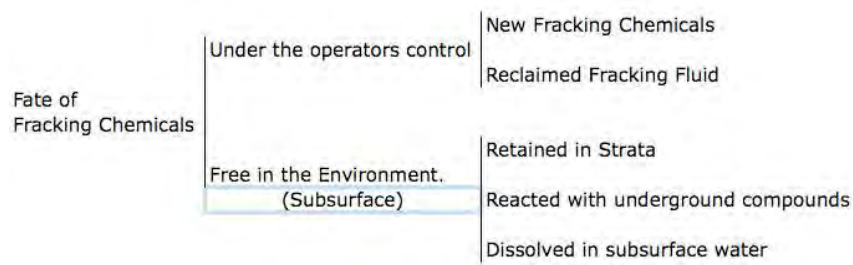 New Fracking Chemicals
Under the operators control
Reclaimed Fracking Fluid
Fate of
Fracking Chemicals
Retained in Strata
Free in the Environment.
(Subsurface)
Reacted with underground compounds
Dissolved in subsurface water